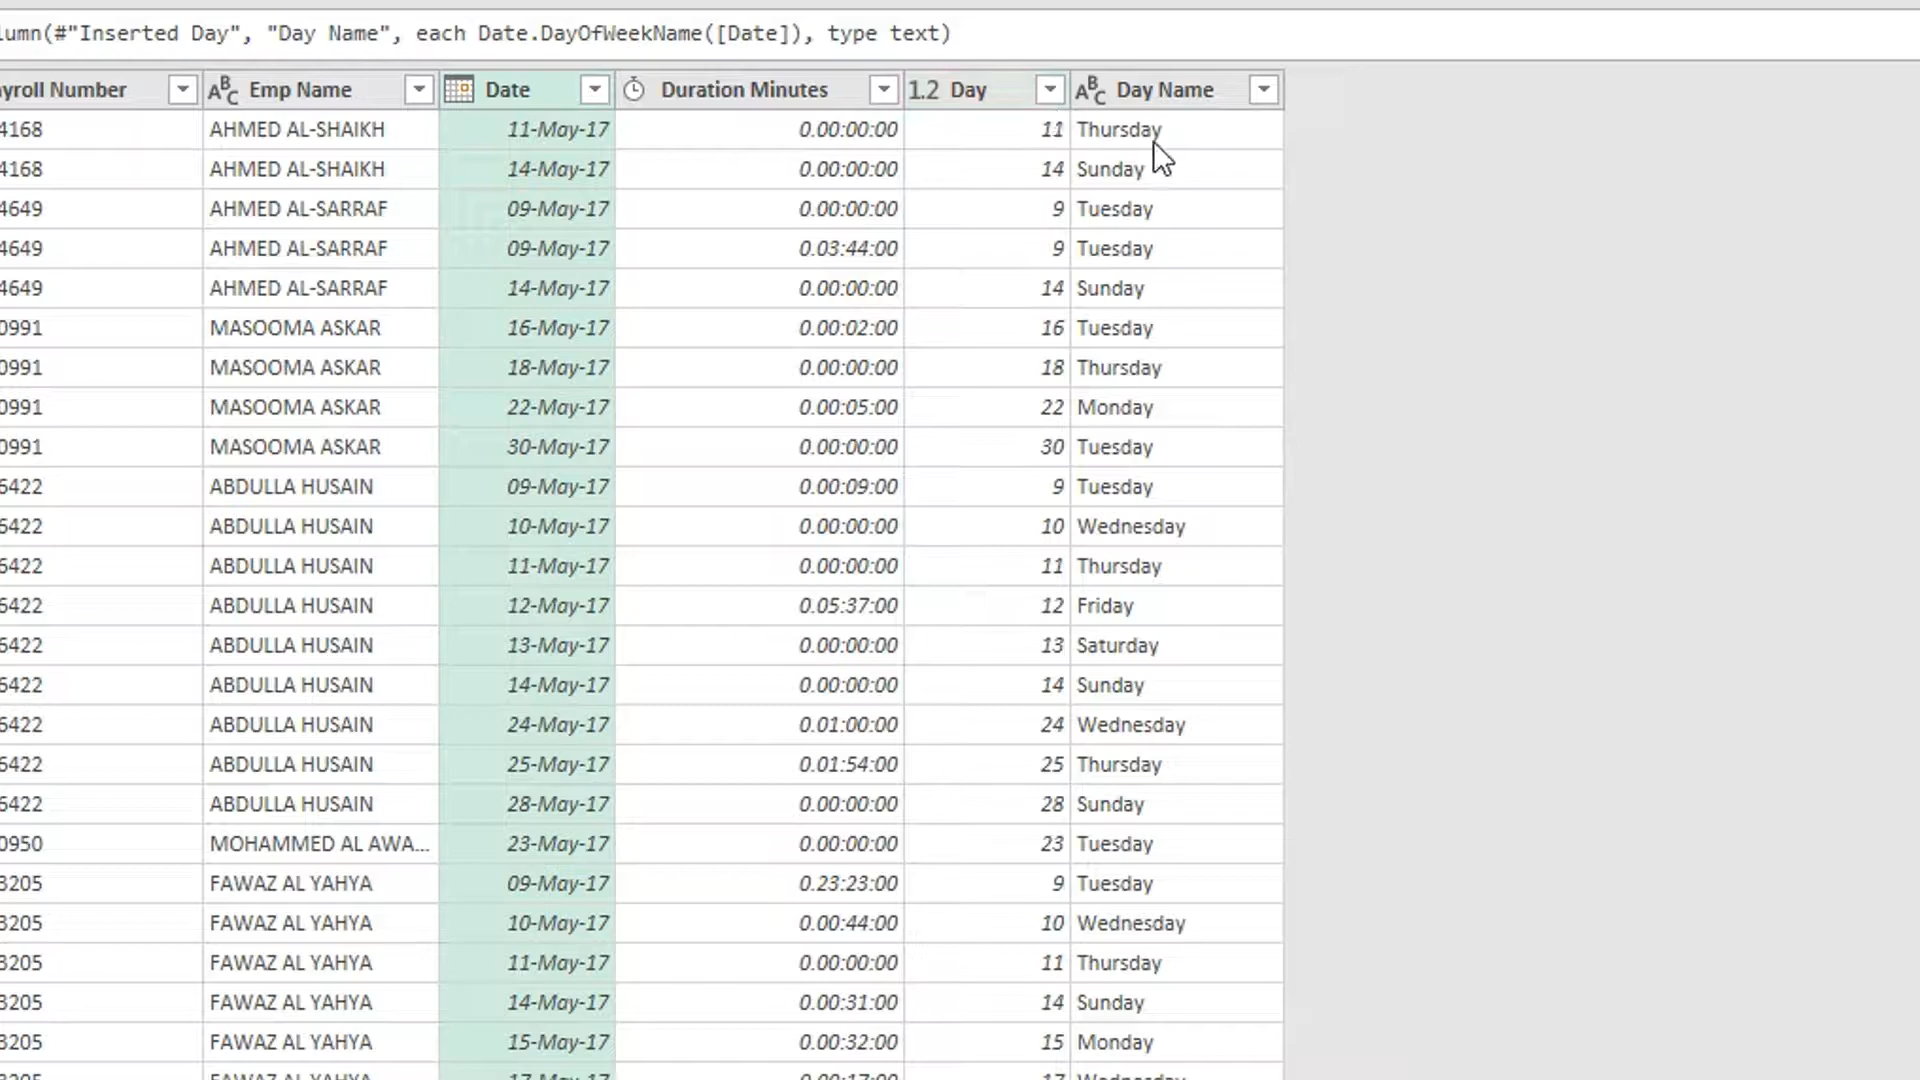 lumn(#"Inserted Day", "Day Name", each Date.DayOfWeekName([Date]), type text)
yroll Number Emp Name Date Duration Minutes 1.2 Day Day Name
4168 AHMED AL-SHAIKH 11-May-17 0.00:00:00 11 Thursday
4168 AHMED AL-SHAIKH 14-May-17 0.00:00:00 14 Sunday
4649 AHMED AL-SARRAF 09-May-17 0.00:00:00 9 Tuesday
4649 AHMED AL-SARRAF 09-May-17 0.03:44:00 9 Tuesday
4649 AHMED AL-SARRAF 14-May-17 0.00:00:00 14 Sunday
0991 MASOOMA ASKAR 16-May-17 0.00:02:00 16 Tuesday
0991 MASOOMA ASKAR 18-May-17 0.00:00:00 18 Thursday
0991 MASOOMA ASKAR 22-May-17 0.00:05:00 22 Monday
0991 MASOOMA ASKAR 30-May-17 0.00:00:00 30 Tuesday
6422 ABDULLA HUSAIN 09-May-17 0.00:09:00 9 Tuesday
6422 ABDULLA HUSAIN 10-May-17 0.00:00:00 10 Wednesday
6422 ABDULLA HUSAIN 11-May-17 0.00:00:00 11 Thursday
6422 ABDULLA HUSAIN 12-May-17 0.05:37:00 12 Friday
6422 ABDULLA HUSAIN 13-May-17 0.00:00:00 13 Saturday
6422 ABDULLA HUSAIN 14-May-17 0.00:00:00 14 Sunday
6422 ABDULLA HUSAIN 24-May-17 0.01:00:00 24 Wednesday
6422 ABDULLA HUSAIN 25-May-17 0.01:54:00 25 Thursday
6422 ABDULLA HUSAIN 28-May-17 0.00:00:00 28 Sunday
0950 MOHAMMED AL AWA... 23-May-17 0.00:00:00 23 Tuesday
3205 FAWAZ AL YAHYA 09-May-17 0.23:23:00 9 Tuesday
3205 FAWAZ AL YAHYA 10-May-17 0.00:44:00 10 Wednesday
3205 FAWAZ AL YAHYA 11-May-17 0.00:00:00 11 Thursday
3205 FAWAZ AL YAHYA 14-May-17 0.00:31:00 14 Sunday
3205 FAWAZ AL YAHYA 15-May-17 0.00:32:00 15 Monday